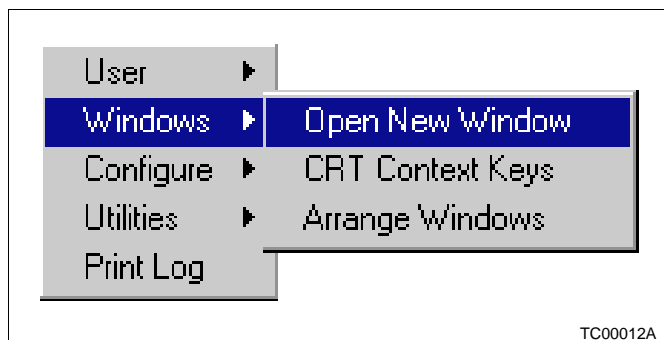 User
Windows
Open New Window
Configure
CRT Context Keys
Utilities
Arrange Windows
Print Log
TC00012A